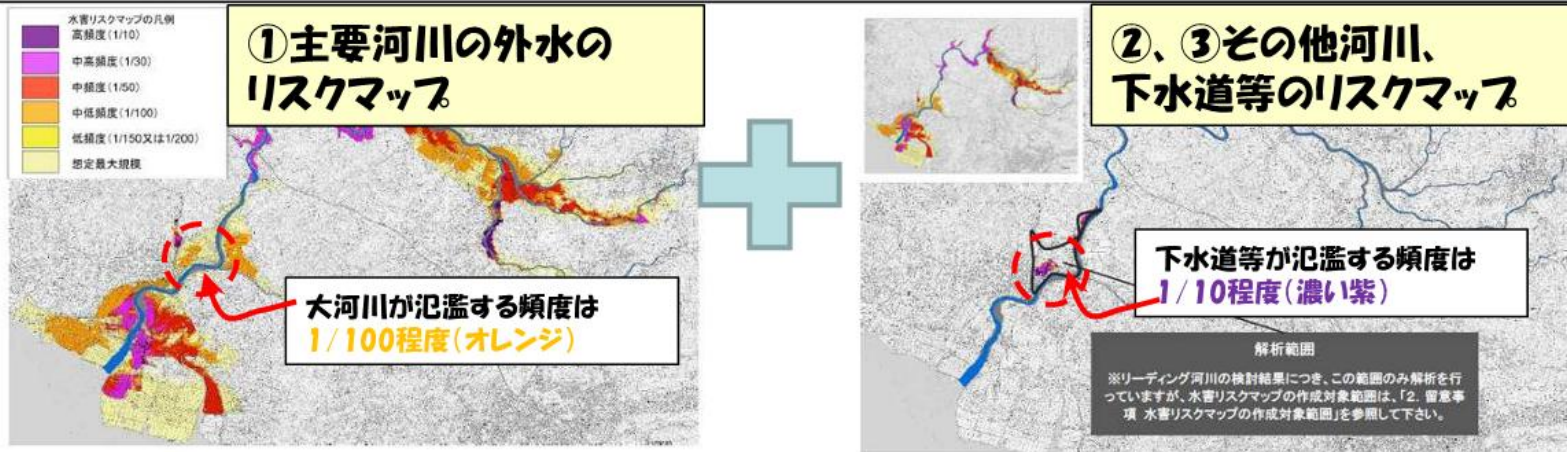 水害リスクマップの凡例
高頻度(1/10)
中高頻度(1/30)
中頻度(1/50)
中低頻度(1/100)
低頻度(1/150又は1/200)
想定最大規模
①主要河川の外水の
リスクマップ
大河川が氾濫する頻度は
1/100程度(オレンジ)
②、③その他河川、
下水道等のリスクマップ
下水道等が氾濫する頻度は
1/10程度(濃い紫)
解析範囲
※リーディング河川の検討結果につき、この範囲のみ解析を行
っていますが、水害リスクマップの作成対象範囲は、「2. 留意事
項 水害リスクマップの作成対象範囲」を参照して下さい。